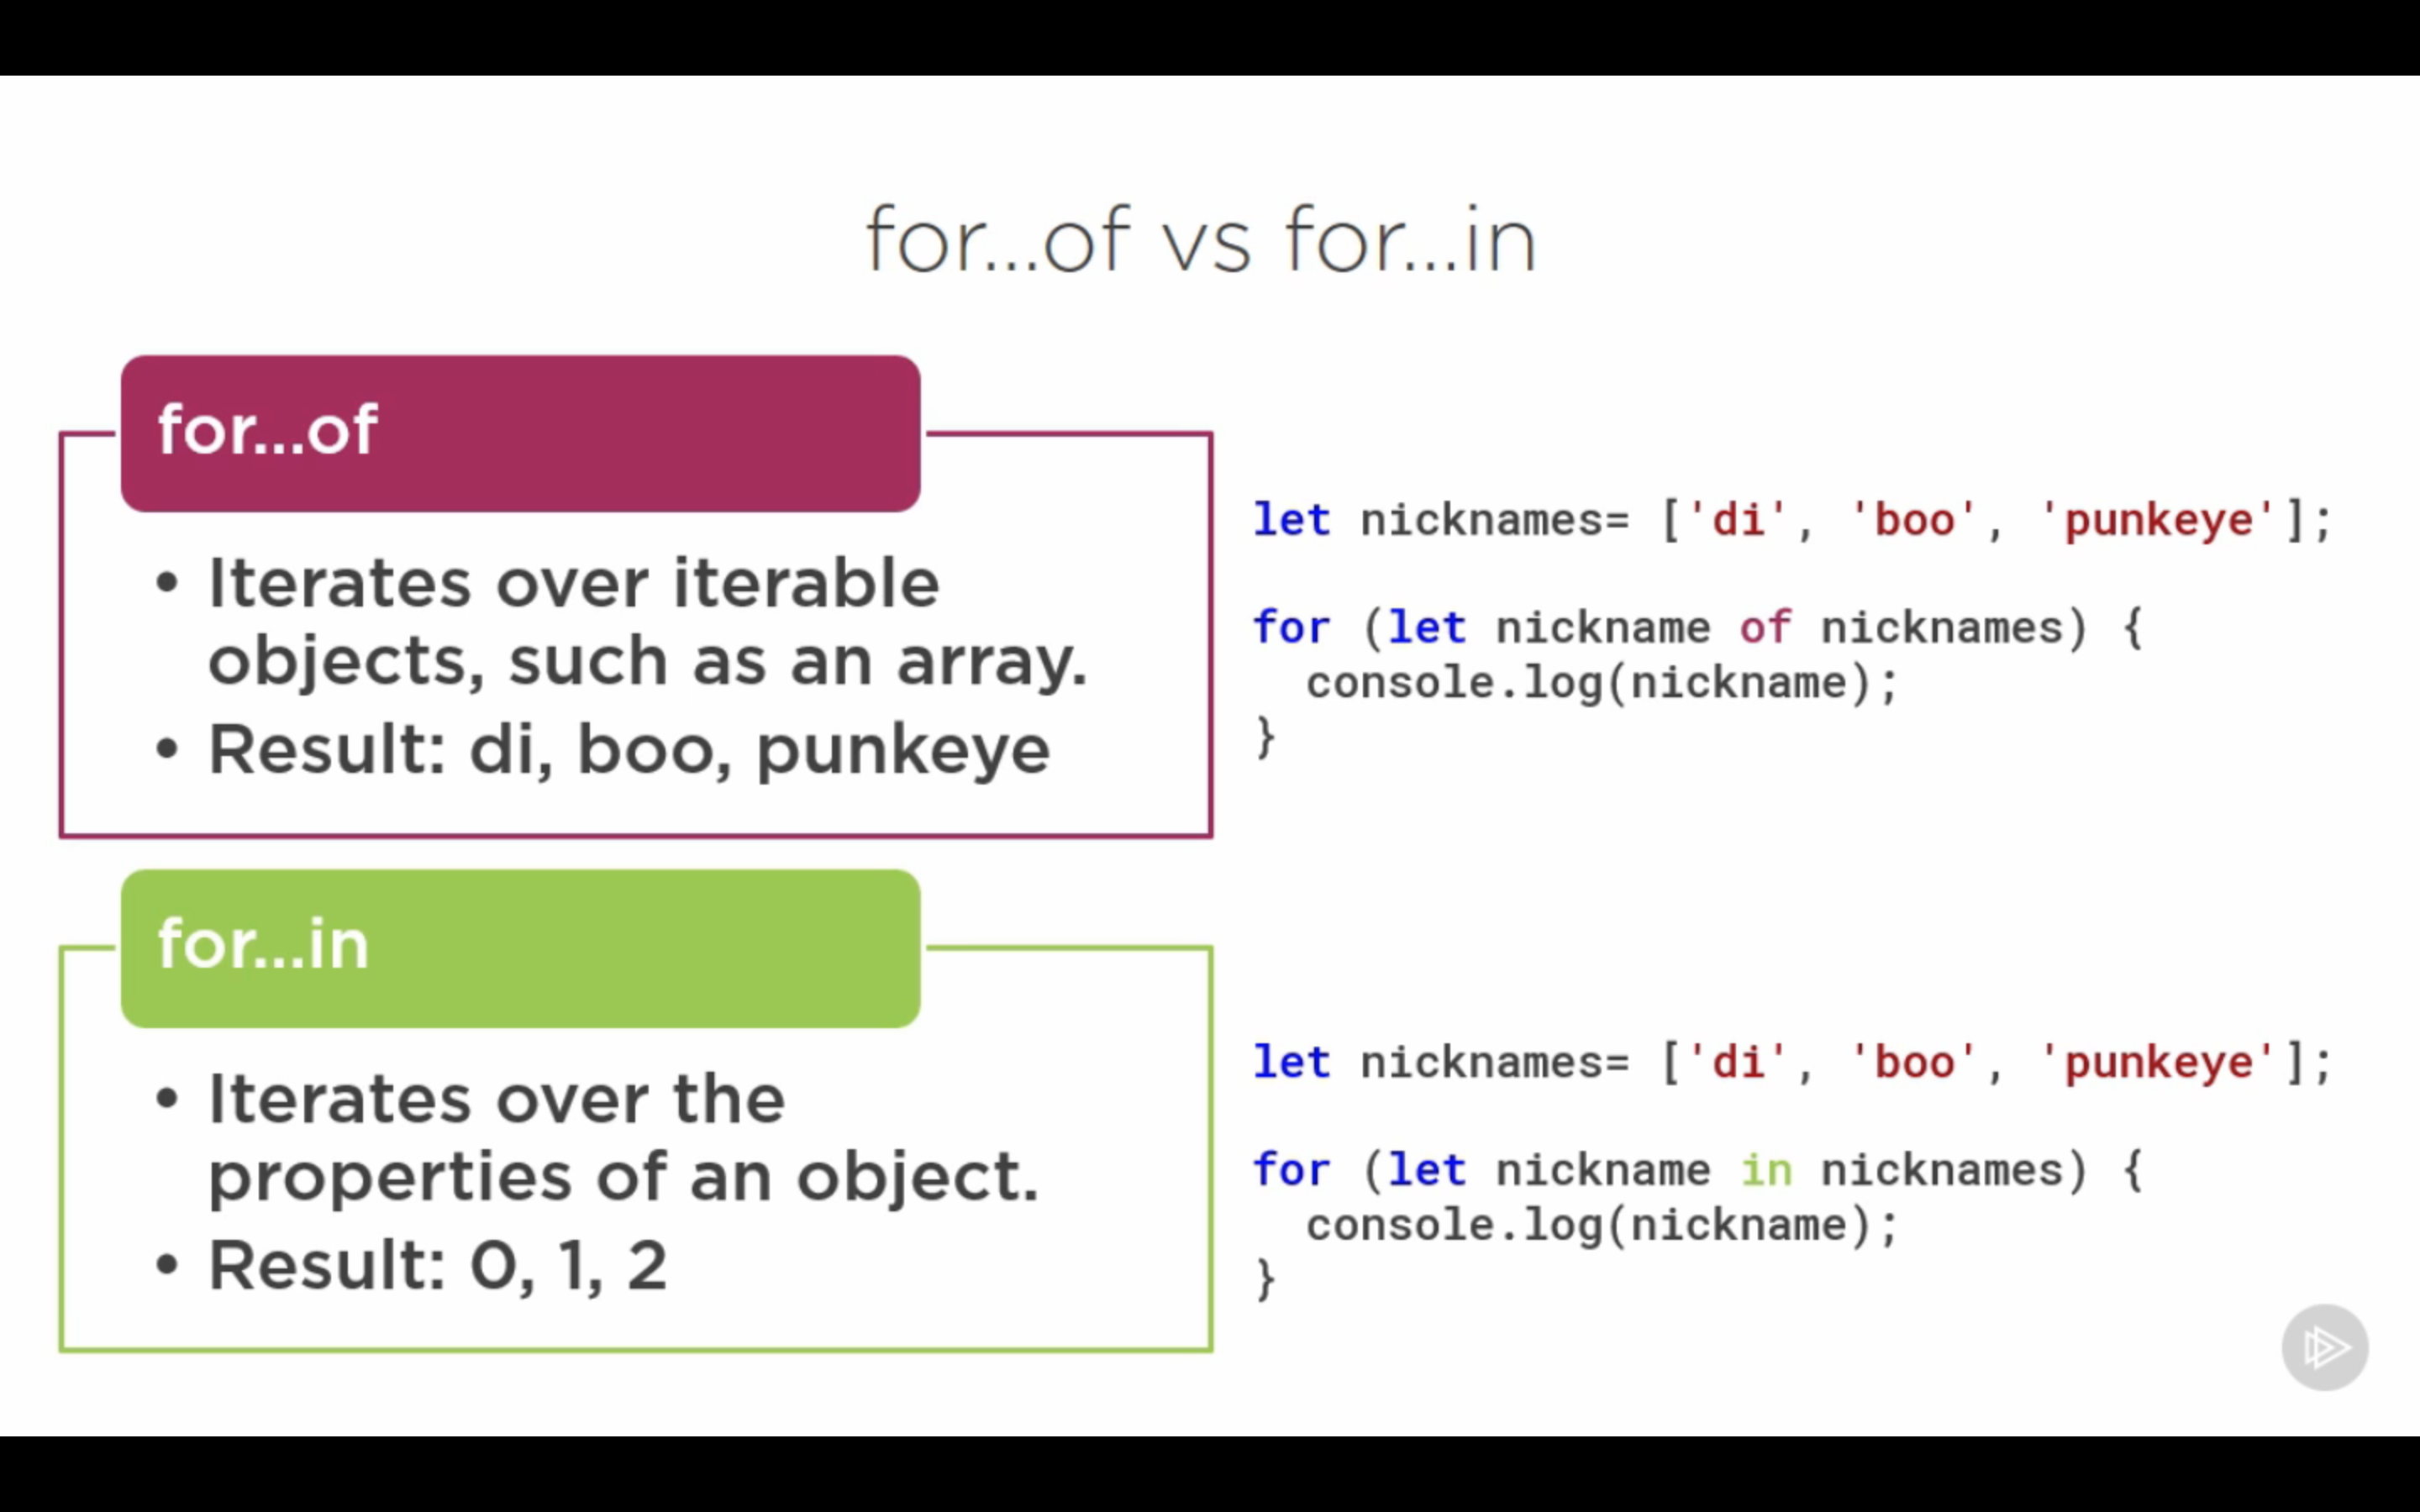 for...of vs for...in
for...of
• Iterates over iterable
objects, such as an array.
• Result: di, boo, punkeye
let nicknames= ['di', 'boo', 'punkeye'];
for (let nickname of nicknames) {
  console.log(nickname);
}
for...in
• Iterates over the
properties of an object.
• Result: 0, 1, 2
let nicknames= ['di', 'boo', 'punkeye'];
for (let nickname in nicknames) {
  console.log(nickname);
}